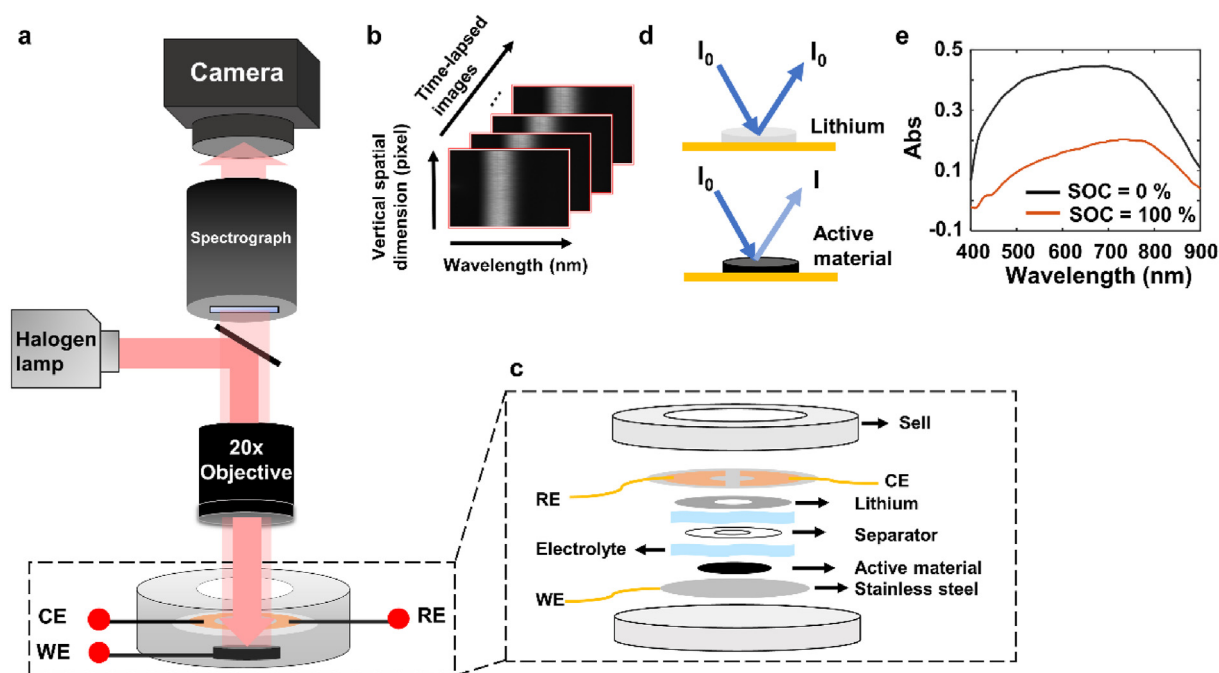 a
Camera
Spectrograph
Halogen
lamp
20x
Objective
CE
WE
RE
b
Time-lapsed
images
...
Vertical spatial
dimension (pixel)
Wavelength (nm)
c
Sell
RE
CE
Lithium
Separator
Electrolyte
Active material
WE
Stainless steel
d
I₀
I₀
Lithium
I₀
I
Active
material
e
Abs
0.5
0.3
0.1
-0.1
SOC = 0 %
SOC = 100 %
400 500 600 700 800 900
Wavelength (nm)